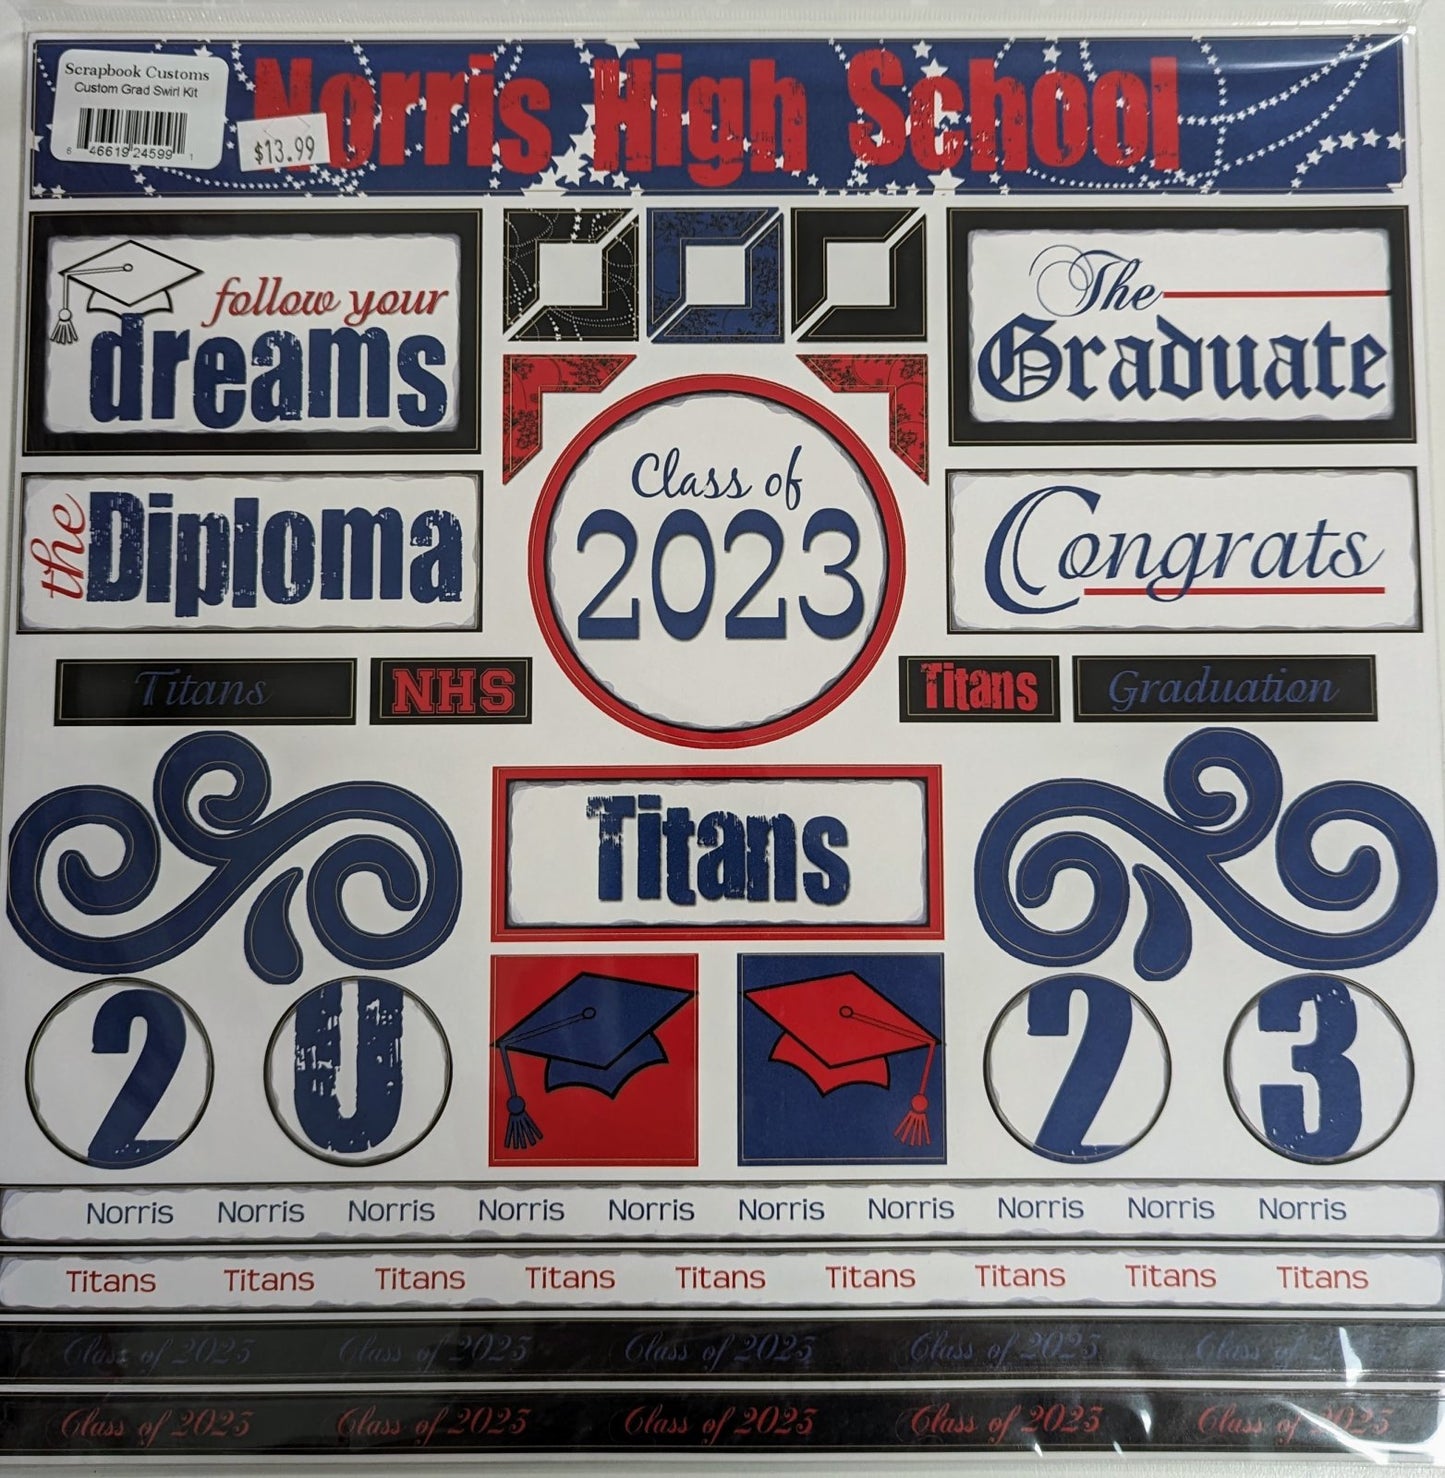 Scrapbook Customs
Custom Grad Swirl Kit
6 46619 24599 1
$13.99
Norris High School
follow your
dreams
The
Graduate
the Diploma
Class of
2023
Congrats
Titans
NHS
Titans
Graduation
Titans
2 0 2 3
Norris Norris Norris Norris Norris Norris Norris Norris Norris Norris
Titans Titans Titans Titans Titans Titans Titans Titans Titans
Class of 2023 Class of 2023 Class of 2023 Class of 2023 Class of 2023
Class of 2023 Class of 2023 Class of 2023 Class of 2023 Class of 2023